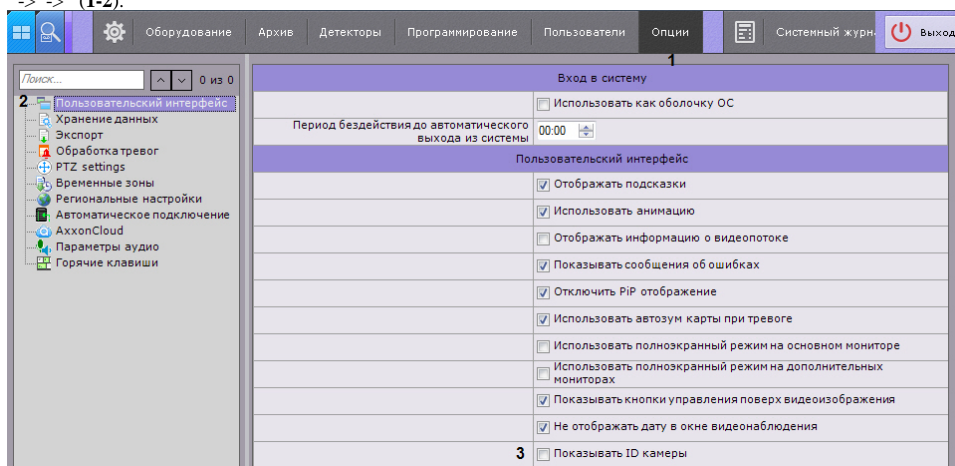 -> -> (1-2).
Оборудование Архив Детекторы Программирование Пользователи Опции Системный журн. Выход
1
Поиск... 0 из 0
2 Пользовательский интерфейс
Хранение данных
Экспорт
Обработка тревог
PTZ settings
Временные зоны
Региональные настройки
Автоматическое подключение
AxxonCloud
Параметры аудио
Горячие клавиши
Вход в систему
Использовать как оболочку ОС
Период бездействия до автоматического
выхода из системы
00:00
Пользовательский интерфейс
Отображать подсказки
Использовать анимацию
Отображать информацию о видеопотоке
Показывать сообщения об ошибках
Отключить PiP отображение
Использовать автозум карты при тревоге
Использовать полноэкранный режим на основном мониторе
Использовать полноэкранный режим на дополнительных
мониторах
Показывать кнопки управления поверх видеоизображения
Не отображать дату в окне видеонаблюдения
3 Показывать ID камеры